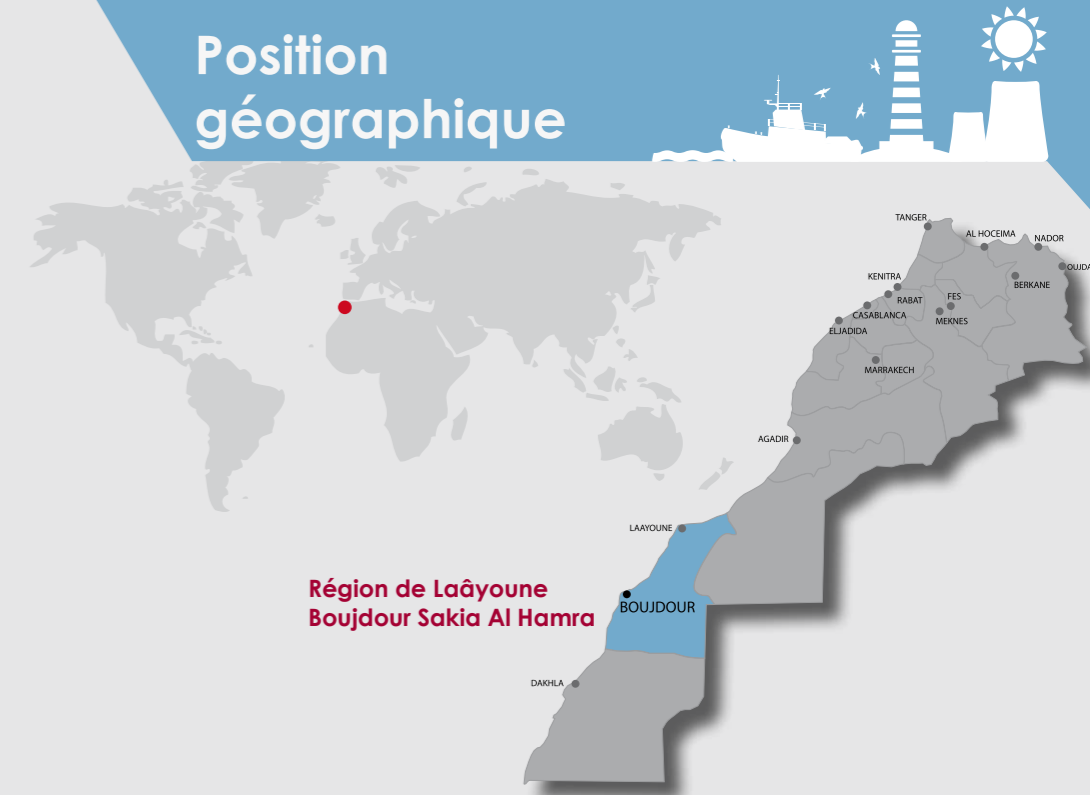 Position
géographique
TANGER
AL HOCEIMA
NADOR
OUJDA
BERKANE
KENITRA
RABAT
FES
CASABLANCA
MEKNES
ELJADIDA
MARRAKECH
AGADIR
LAAYOUNE
Région de Laâyoune
Boujdour Sakia Al Hamra
BOUJDOUR
DAKHLA